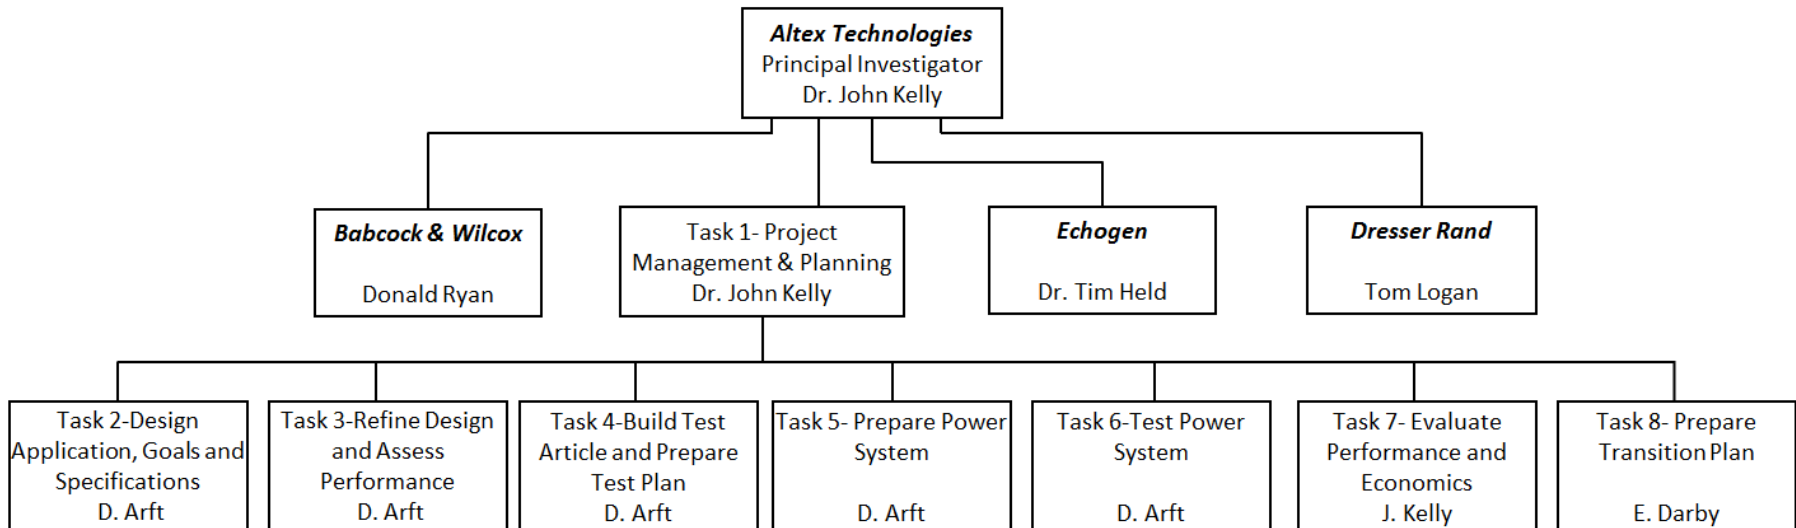 Altex Technologies
Principal Investigator
Dr. John Kelly
Babcock & Wilcox
Donald Ryan
Task 1- Project
Management & Planning
Dr. John Kelly
Echogen
Dr. Tim Held
Dresser Rand
Tom Logan
Task 2-Design
Application, Goals and
Specifications
D. Arft
Task 3-Refine Design
and Assess
Performance
D. Arft
Task 4-Build Test
Article and Prepare
Test Plan
D. Arft
Task 5- Prepare Power
System
D. Arft
Task 6-Test Power
System
D. Arft
Task 7- Evaluate
Performance and
Economics
J. Kelly
Task 8- Prepare
Transition Plan
E. Darby